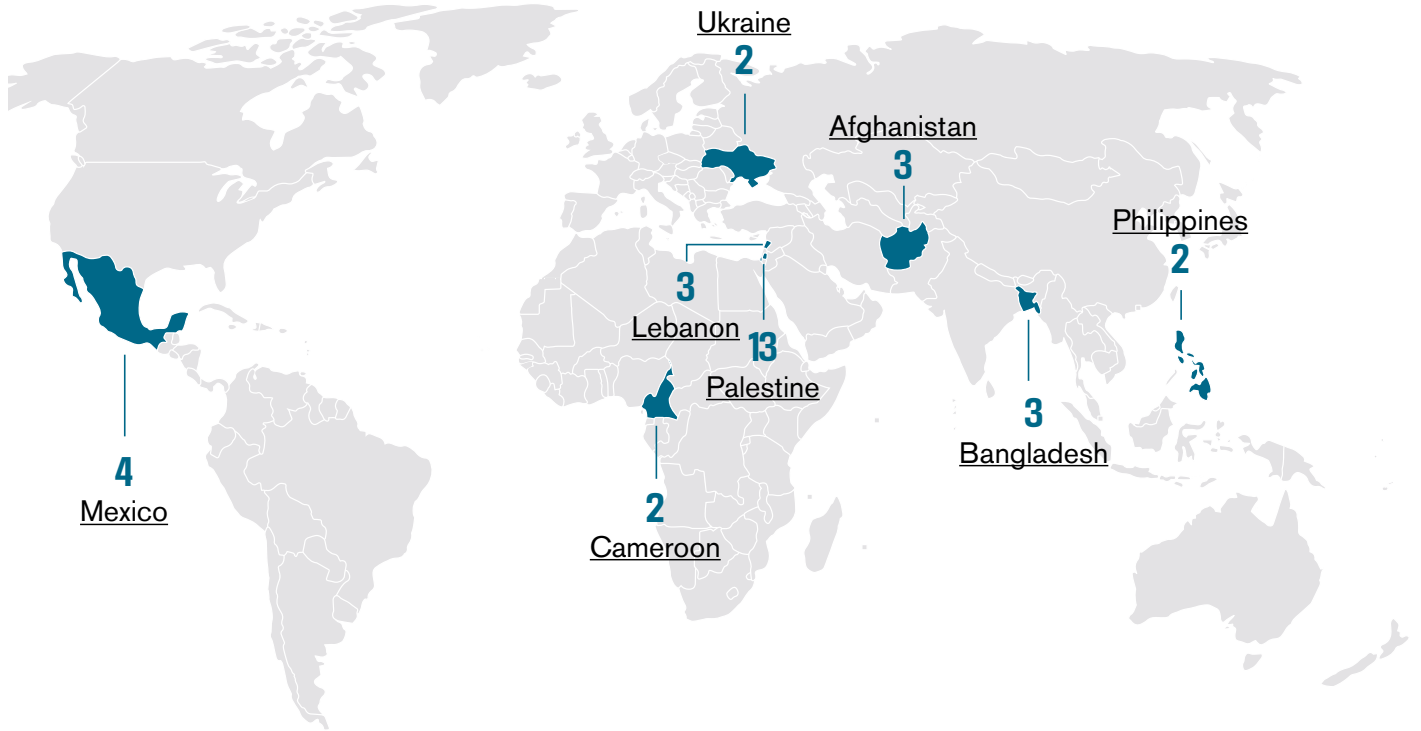 Ukraine
2
Afghanistan
3
Philippines
2
3
Lebanon
13
Palestine
3
Bangladesh
4
Mexico
2
Cameroon